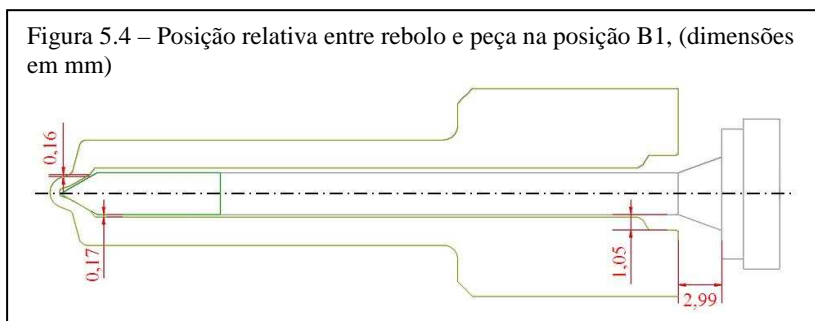 Figura 5.4 – Posição relativa entre rebolo e peça na posição B1, (dimensões
em mm)
0,16
0,17
1,05
2,99